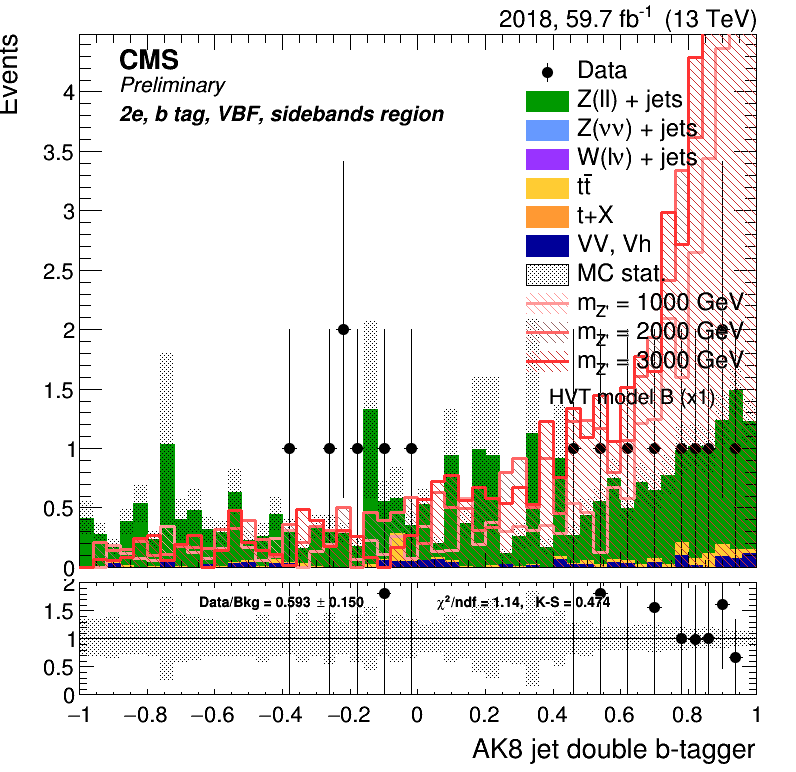 2018, 59.7 fb⁻¹ (13 TeV)
Events
CMS
Preliminary
2e, b tag, VBF, sidebands region
Data
Z(ll) + jets
Z(νν) + jets
W(lν) + jets
tt̄
t+X
VV, Vh
MC stat.
m_Z' = 1000 GeV
m_Z' = 2000 GeV
m_Z' = 3000 GeV
HVT model B (x1)
4
3.5
3
2.5
2
1.5
1
0.5
0
Data/Bkg = 0.593 ± 0.150
χ²/ndf = 1.14, K-S = 0.474
2
1.5
1
0.5
0
−1 −0.8 −0.6 −0.4 −0.2 0 0.2 0.4 0.6 0.8 1
AK8 jet double b-tagger